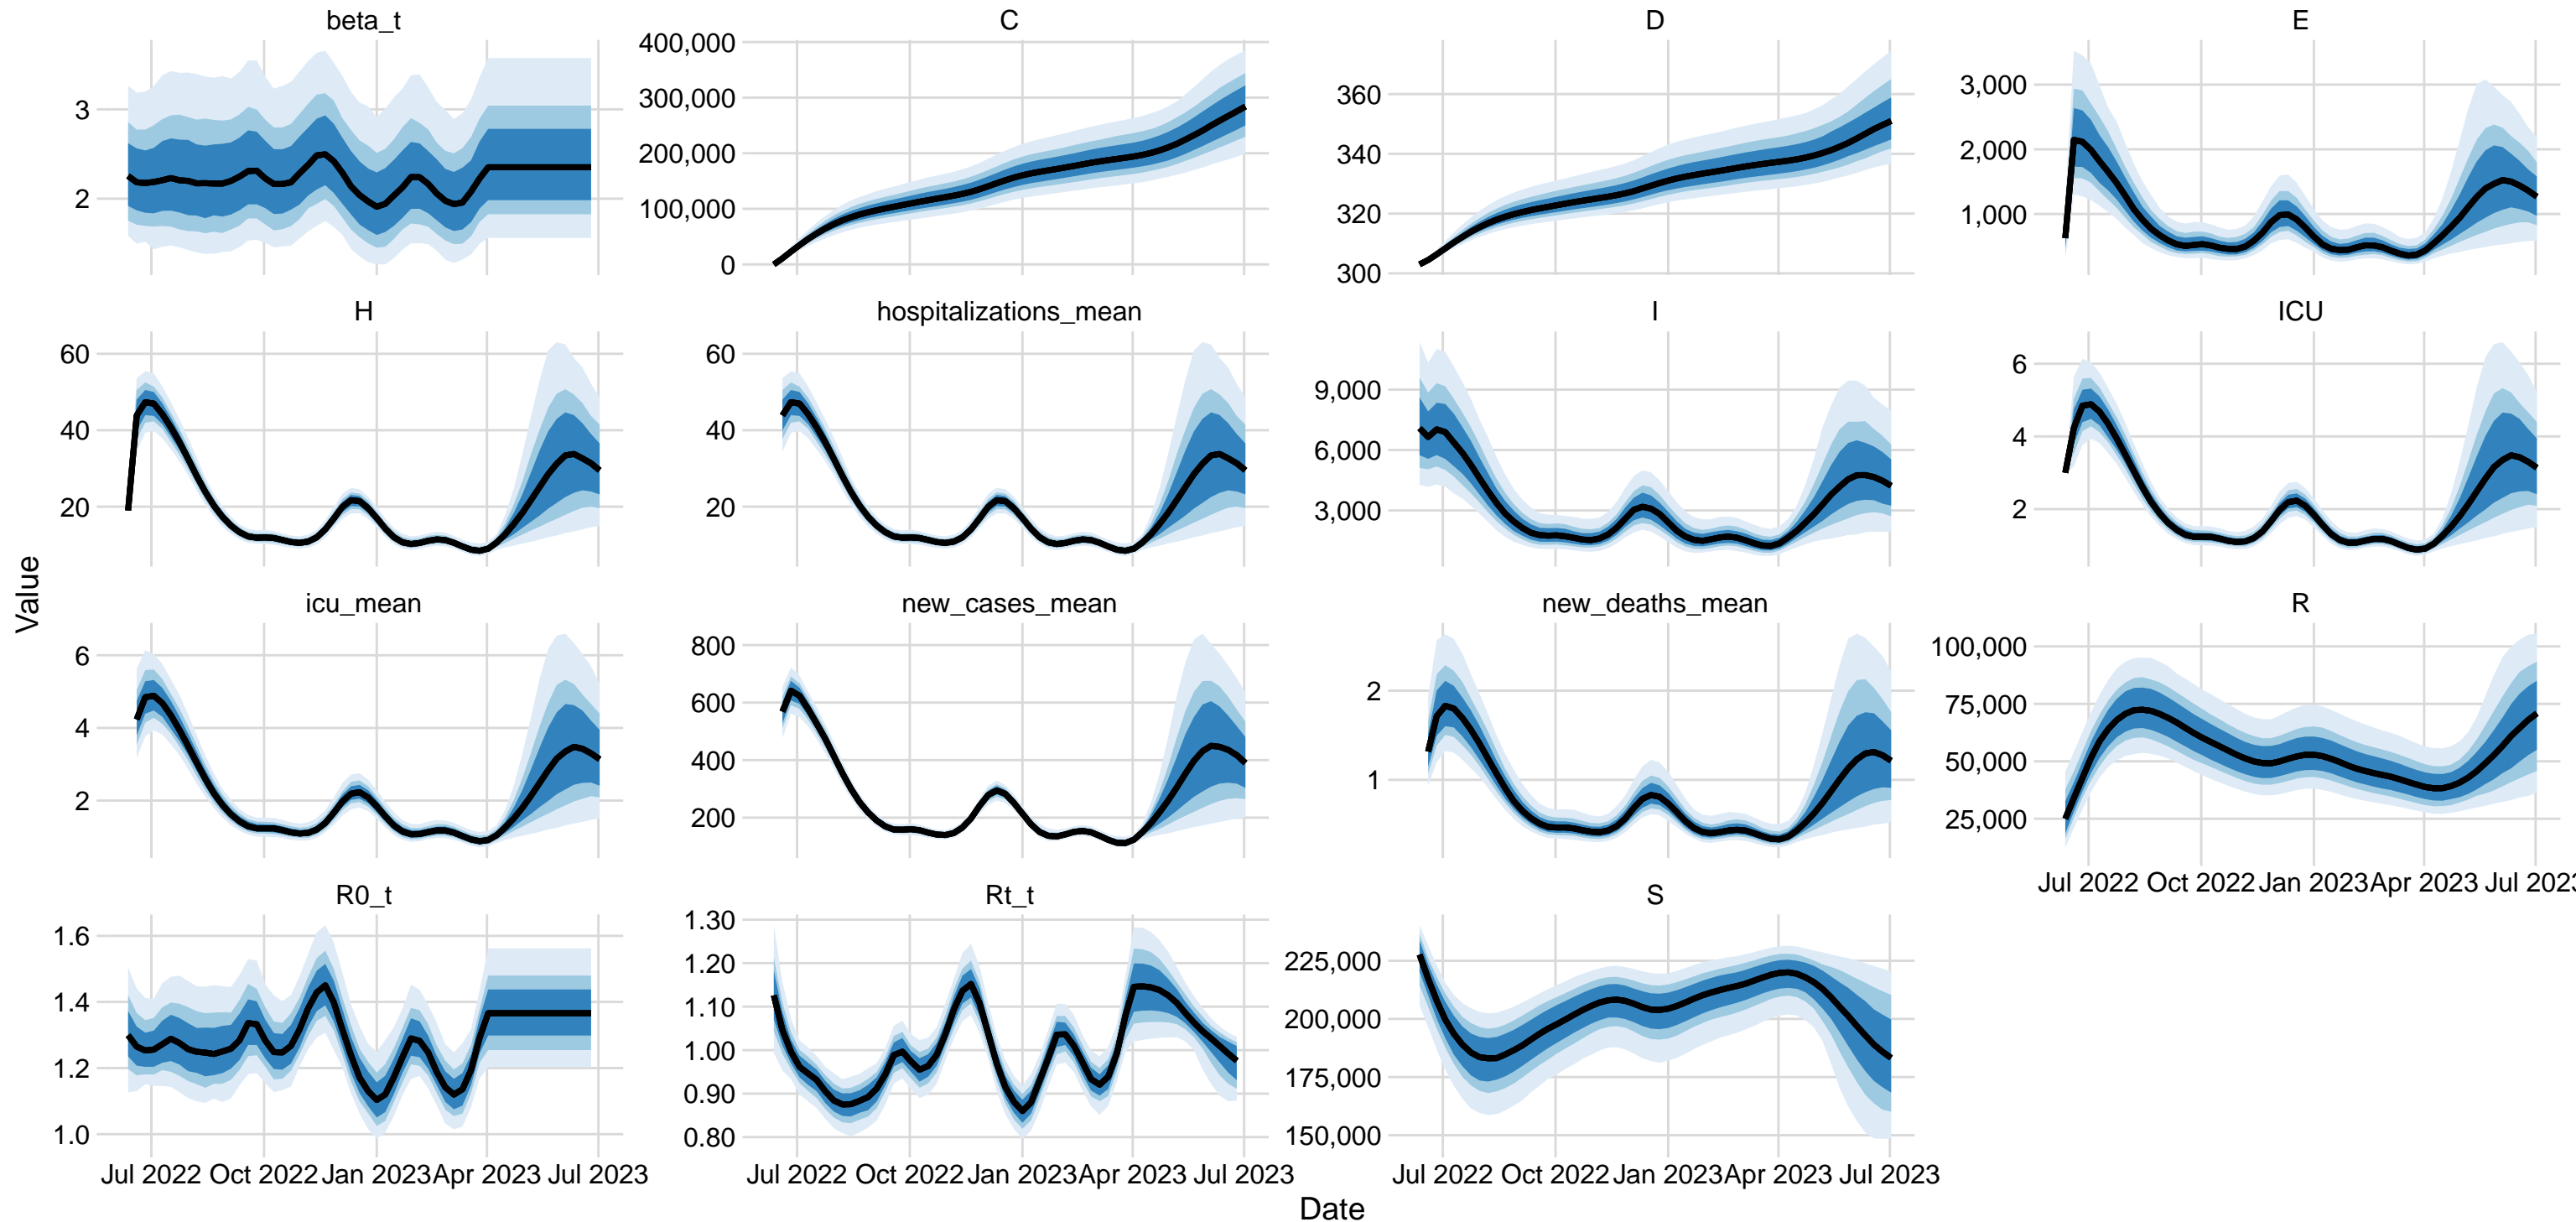 beta_t
C
D
E
3
2
400,000
300,000
200,000
100,000
0
360
340
320
300
3,000
2,000
1,000
H
hospitalizations_mean
I
ICU
60
40
20
60
40
20
9,000
6,000
3,000
6
4
2
Value
icu_mean
new_cases_mean
new_deaths_mean
R
6
4
2
800
600
400
200
2
1
100,000
75,000
50,000
25,000
Jul 2022 Oct 2022 Jan 2023 Apr 2023 Jul 2023
R0_t
Rt_t
S
1.6
1.4
1.2
1.0
1.30
1.20
1.10
1.00
0.90
0.80
225,000
200,000
175,000
150,000
Jul 2022 Oct 2022 Jan 2023 Apr 2023 Jul 2023
Jul 2022 Oct 2022 Jan 2023 Apr 2023 Jul 2023
Jul 2022 Oct 2022 Jan 2023 Apr 2023 Jul 2023
Date